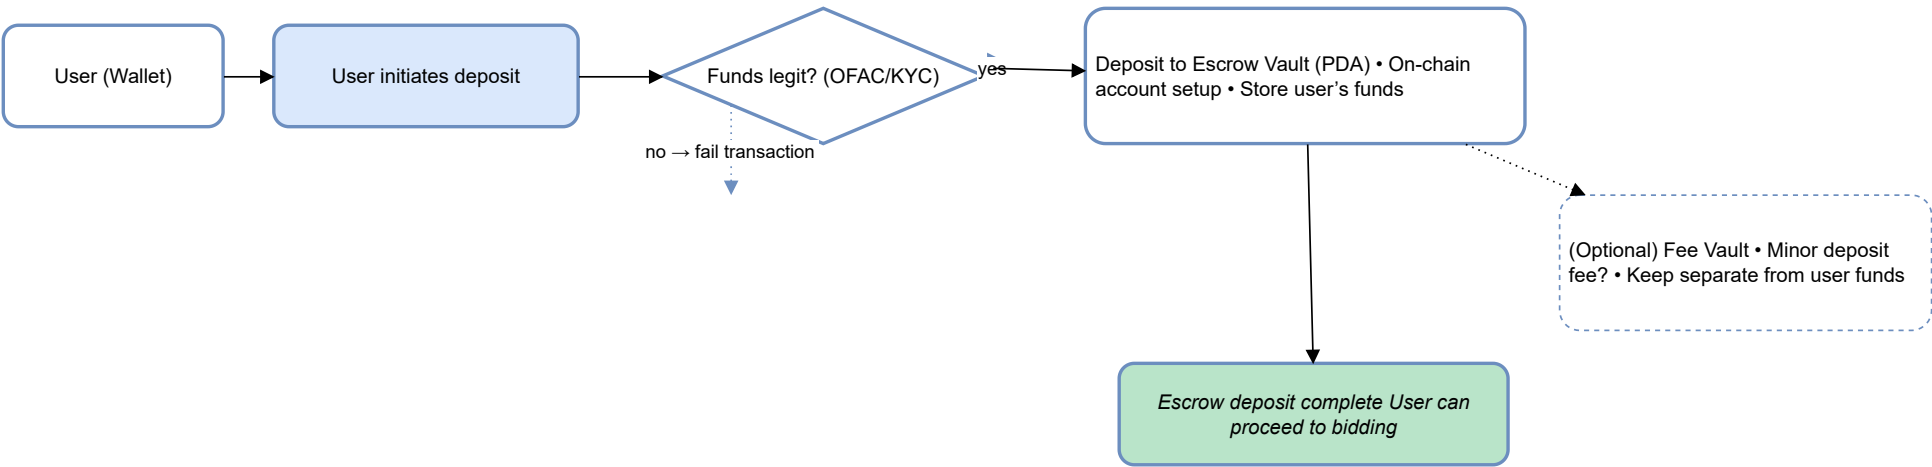 User (Wallet)
User initiates deposit
Funds legit? (OFAC/KYC)
yes
no → fail transaction
Deposit to Escrow Vault (PDA) • On-chain
account setup • Store user’s funds
(Optional) Fee Vault • Minor deposit
fee? • Keep separate from user funds
Escrow deposit complete User can
proceed to bidding